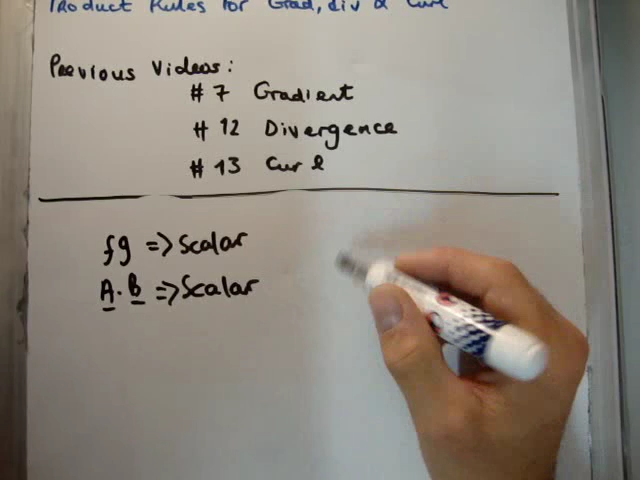 Product Rules for Grad, div & Curl
Previous Videos:
# 7 Gradient
# 12 Divergence
# 13 Curl
fg => Scalar
A · B => Scalar